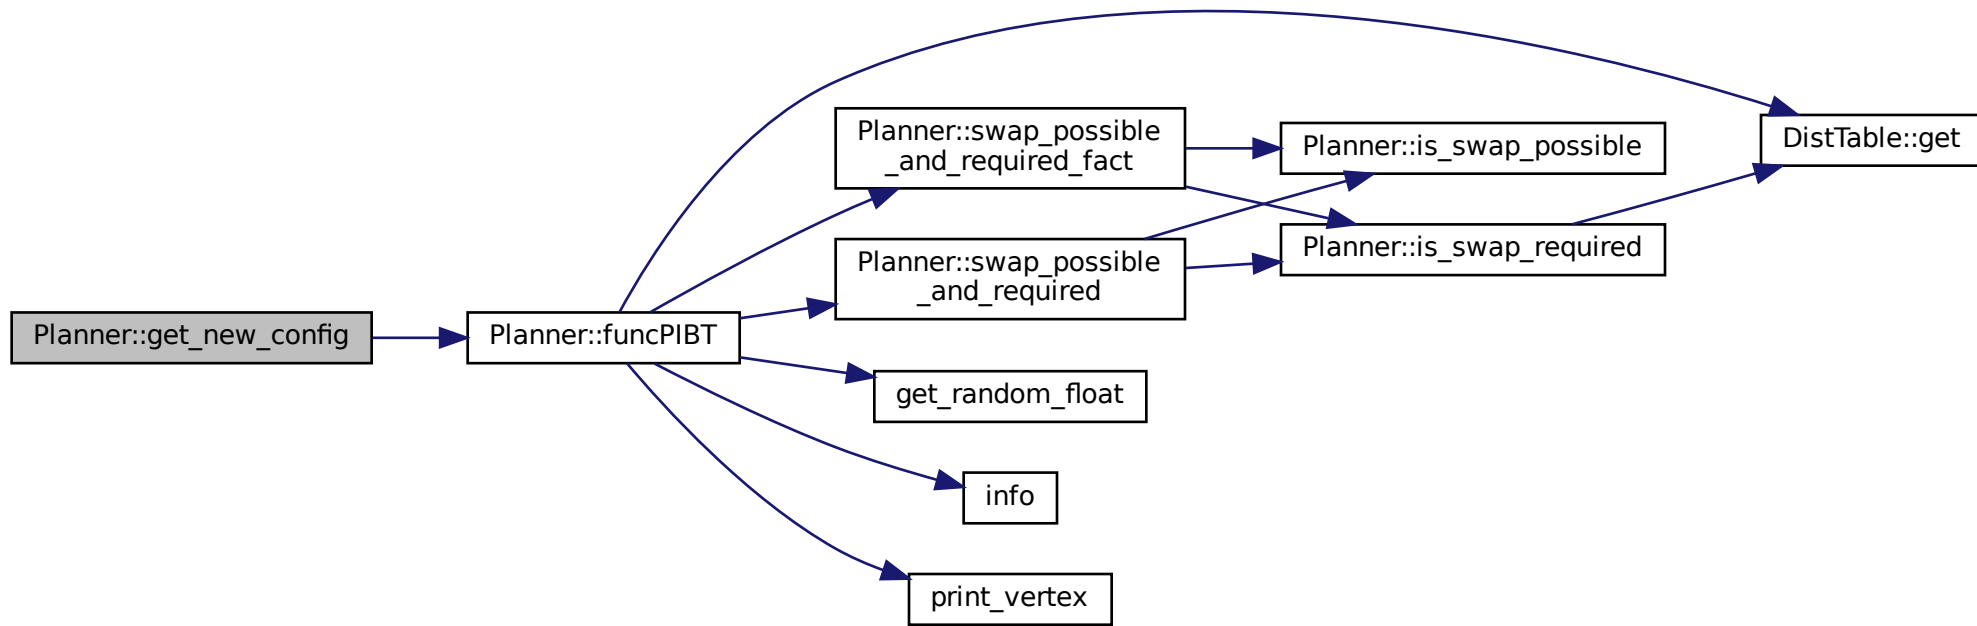 Planner::get_new_config
Planner::funcPIBT
Planner::swap_possible
_and_required_fact
Planner::swap_possible
_and_required
get_random_float
info
print_vertex
Planner::is_swap_possible
Planner::is_swap_required
DistTable::get